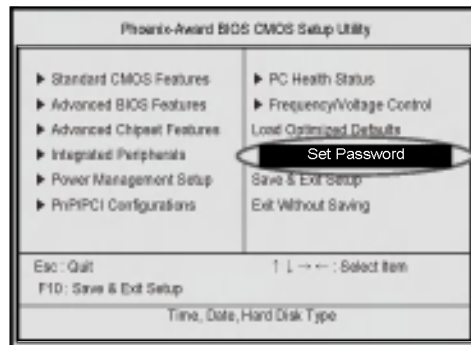 Phoenix-Award BIOS CMOS Setup Utility
▶ Standard CMOS Features
▶ Advanced BIOS Features
▶ Advanced Chipset Features
▶ Integrated Peripherals
▶ Power Management Setup
▶ PnP/PCI Configurations
▶ PC Health Status
▶ Frequency/Voltage Control
Load Optimized Defaults
Set Password
Save & Exit Setup
Exit Without Saving
Esc : Quit
F10 : Save & Exit Setup
↑ ↓ → ← : Select Item
Time, Date, Hard Disk Type